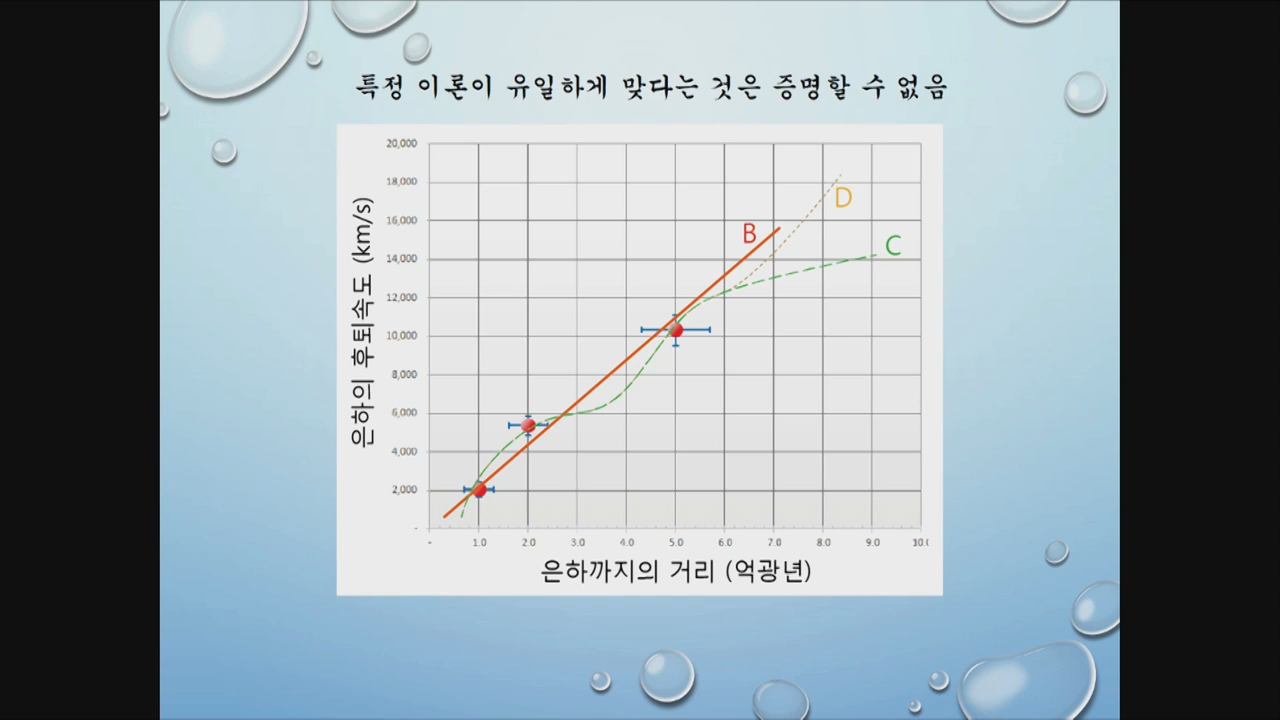 특정 이론이 유일하게 맞다는 것은 증명할 수 없음
20,000
18,000
16,000
14,000
12,000
10,000
8,000
6,000
4,000
2,000
-
은하의 후퇴속도 (km/s)
B
D
C
- 1.0 2.0 3.0 4.0 5.0 6.0 7.0 8.0 9.0 10.0
은하까지의 거리 (억광년)